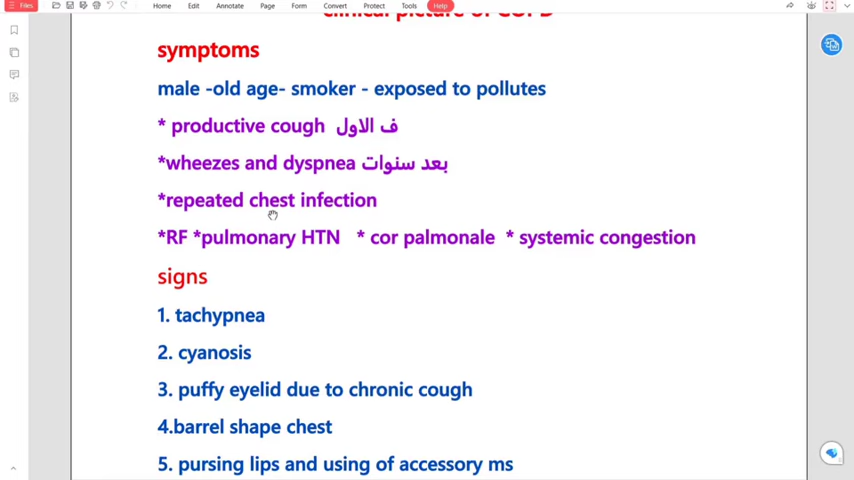 Files
Home Edit Annotate Page Form Convert Protect Tools Help
clinical picture of COPD
symptoms
male -old age- smoker - exposed to pollutes
* productive cough ف الاول
*wheezes and dyspnea بعد سنوات
*repeated chest infection
*RF *pulmonary HTN * cor palmonale * systemic congestion
signs
1. tachypnea
2. cyanosis
3. puffy eyelid due to chronic cough
4.barrel shape chest
5. pursing lips and using of accessory ms